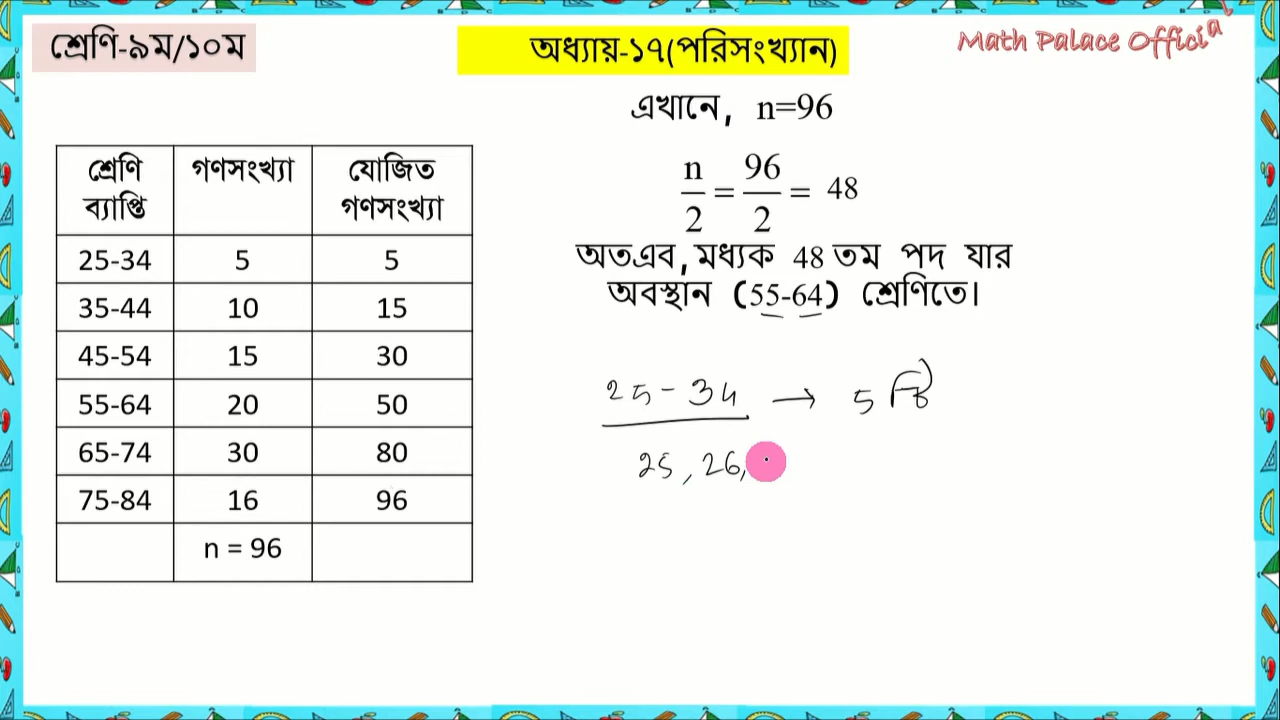 শ্রেণি-৯ম/১০ম
অধ্যায়-১৭(পরিসংখ্যান)
Math Palace Official
এখানে, n=96
n/2 = 96/2 = 48
অতএব,মধ্যক 48 তম পদ যার
অবস্থান (55-64) শ্রেণিতে।
শ্রেণি ব্যাপ্তি গণসংখ্যা যোজিত গণসংখ্যা
25-34 5 5
35-44 10 15
45-54 15 30
55-64 20 50
65-74 30 80
75-84 16 96
n = 96
25 - 34 → 5 টি
25, 26,